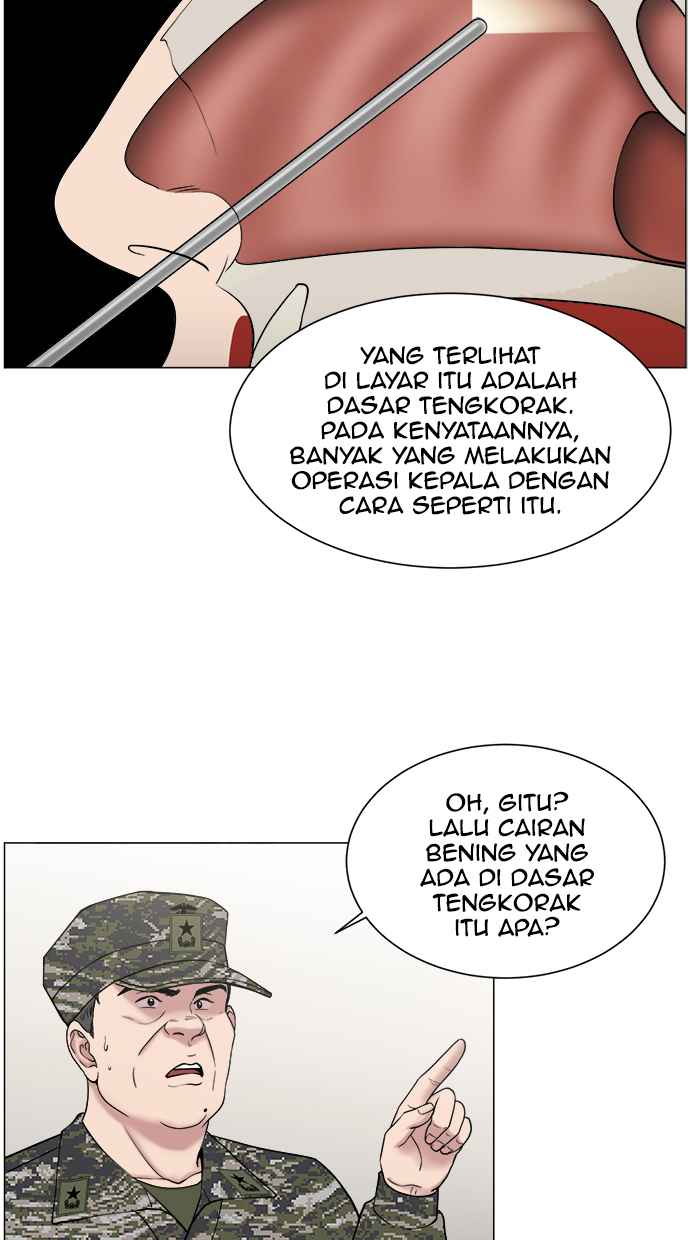 YANG TERLIHAT
DI LAYAR ITU ADALAH
DASAR TENGKORAK.
PADA KENYATAANNYA,
BANYAK YANG MELAKUKAN
OPERASI KEPALA DENGAN
CARA SEPERTI ITU.
OH, GITU?
LALU CAIRAN
BENING YANG
ADA DI DASAR
TENGKORAK
ITU APA?